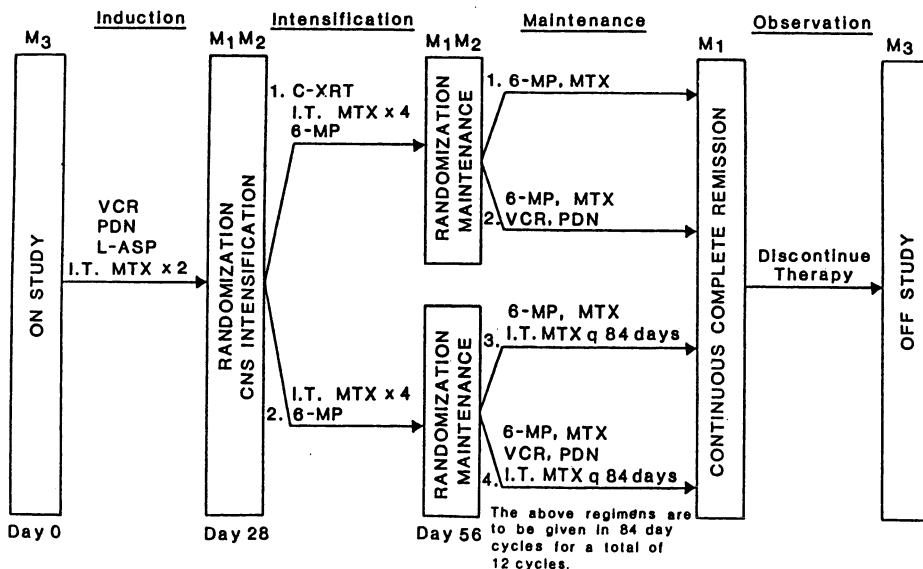 Induction
Intensification
Maintenance
Observation
M3
M1 M2
M1 M2
M1
M3
ON STUDY
VCR
PDN
L-ASP
I.T. MTX × 2
RANDOMIZATION
CNS INTENSIFICATION
1. C-XRT
I.T. MTX × 4
6-MP
I.T. MTX × 4
2. 6-MP
RANDOMIZATION
MAINTENANCE
RANDOMIZATION
MAINTENANCE
1. 6-MP, MTX
6-MP, MTX
2. VCR, PDN
6-MP, MTX
3. I.T. MTX q 84 days
6-MP, MTX
VCR, PDN
4. I.T. MTX q 84 days
CONTINUOUS COMPLETE REMISSION
Discontinue
Therapy
OFF STUDY
Day 0
Day 28
Day 56
The above regimens are
to be given in 84 day
cycles for a total of
12 cycles.